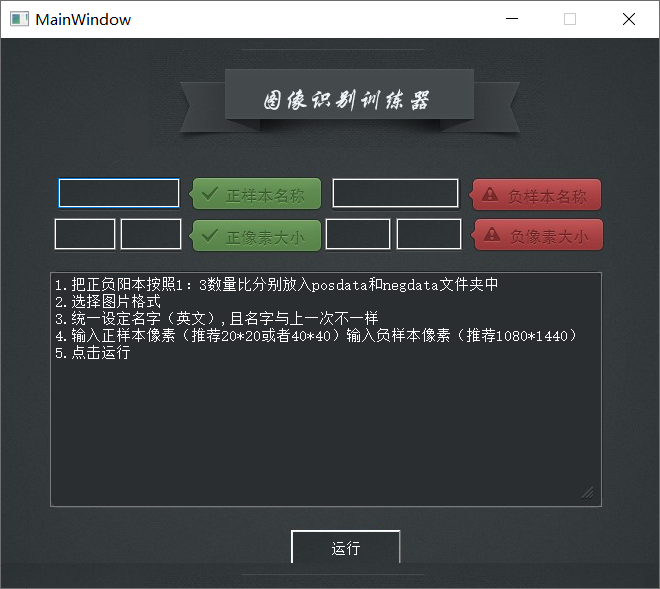 MainWindow
图像识别训练器
正样本名称 负样本名称
正像素大小 负像素大小
1.把正负阳本按照1：3数量比分别放入posdata和negdata文件夹中
2.选择图片格式
3.统一设定名字（英文）,且名字与上一次不一样
4.输入正样本像素（推荐20*20或者40*40）输入负样本像素（推荐1080*1440）
5.点击运行
运行